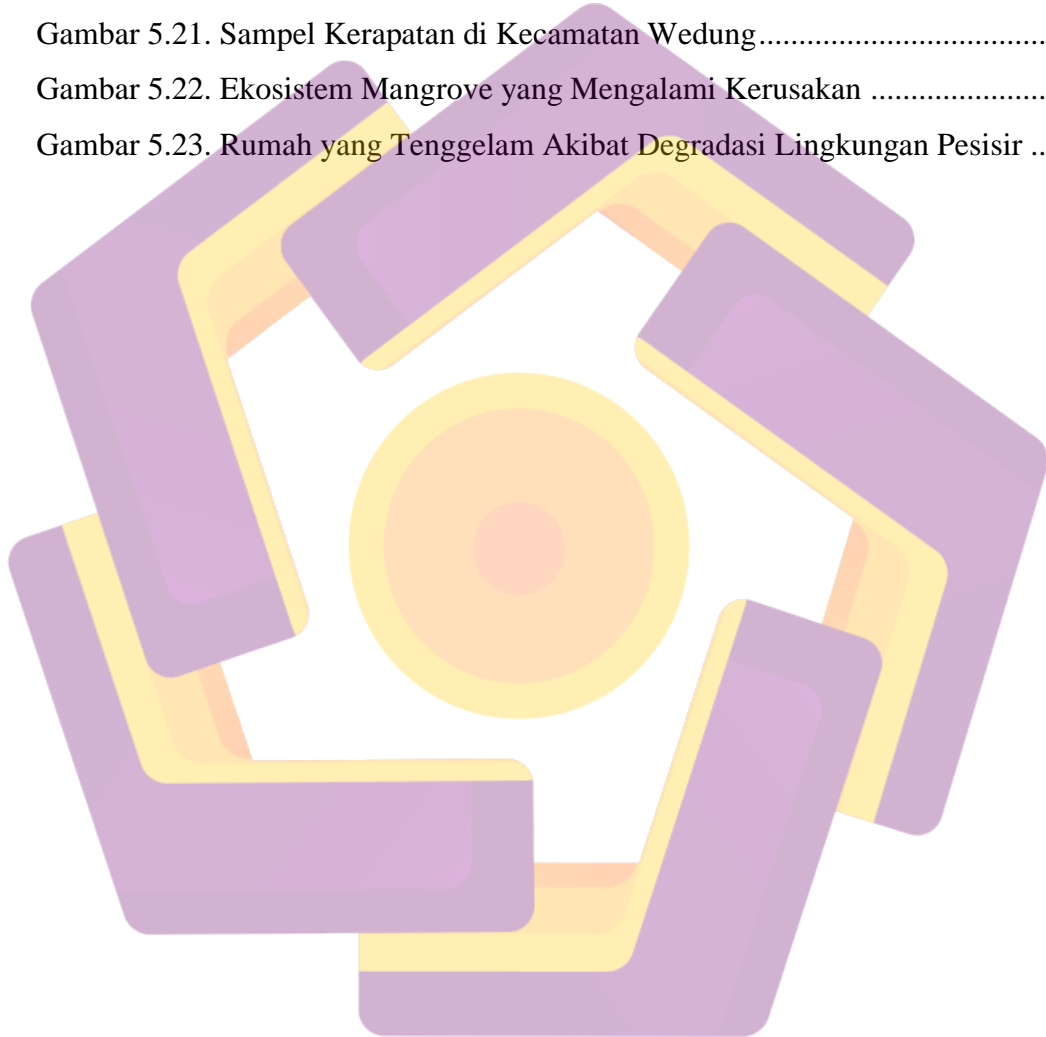 Gambar 5.21. Sampel Kerapatan di Kecamatan Wedung..................................
Gambar 5.22. Ekosistem Mangrove yang Mengalami Kerusakan .....................
Gambar 5.23. Rumah yang Tenggelam Akibat Degradasi Lingkungan Pesisir ..